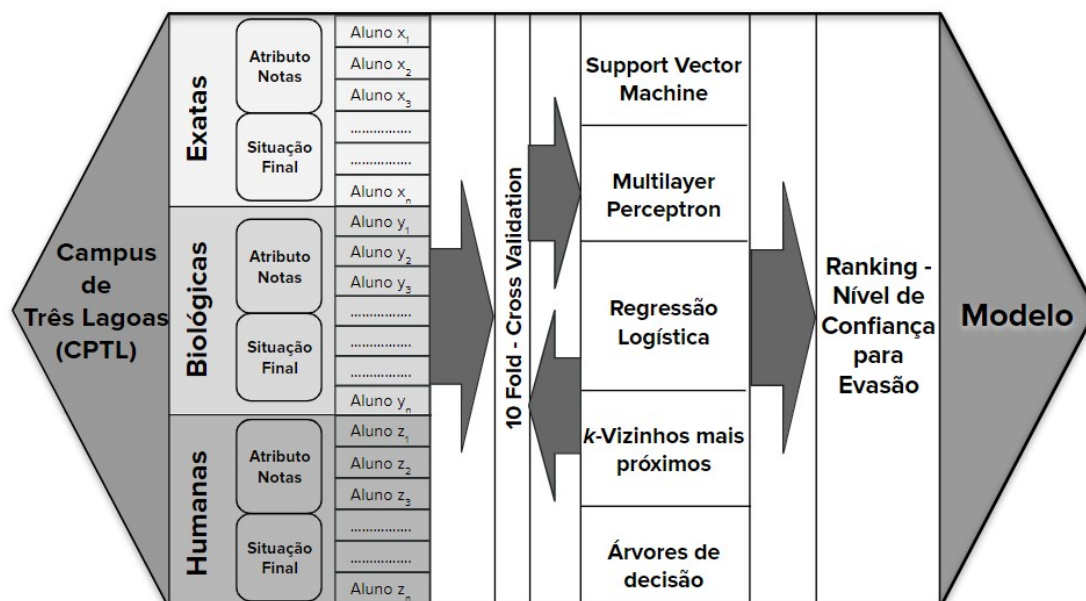 Campus
de
Três Lagoas
(CPTL)
Exatas
Atributo
Notas
Situação
Final
Aluno x1
Aluno x2
Aluno x3
................
................
Aluno xn
Biológicas
Atributo
Notas
Situação
Final
Aluno y1
Aluno y2
Aluno y3
................
................
................
Aluno yn
Humanas
Atributo
Notas
Situação
Final
Aluno z1
Aluno z2
Aluno z3
................
................
Aluno zn
10 Fold - Cross Validation
Support Vector
Machine
Multilayer
Perceptron
Regressão
Logística
k-Vizinhos mais
próximos
Árvores de
decisão
Ranking -
Nível de
Confiança
para
Evasão
Modelo